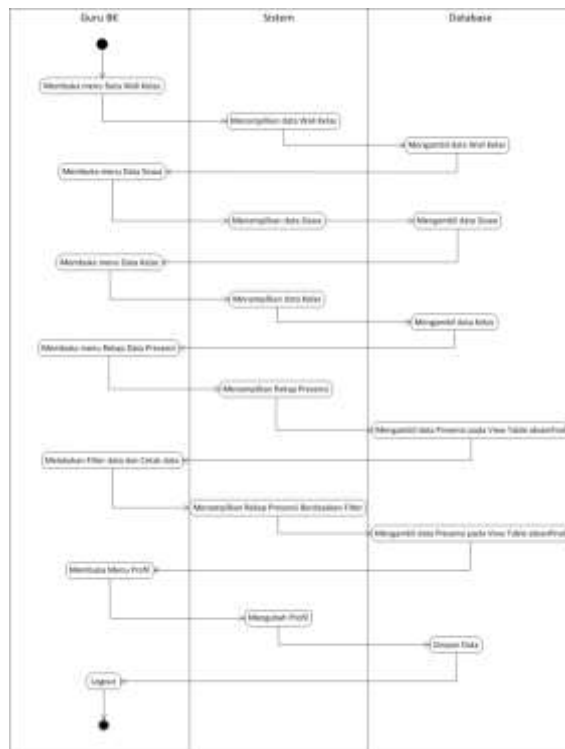 Guru BK
Sistem
Database
Membuka menu Data Wali Kelas
Menampilkan data Wali Kelas
Mengambil data Wali Kelas
Membuka menu Data Siswa
Menampilkan data Siswa
Mengambil data Siswa
Membuka menu Data Kelas
Menampilkan data Kelas
Mengambil data Kelas
Membuka menu Rekap Data Presensi
Menampilkan Rekap Presensi
Mengambil data Presensi pada View Table absenfinal
Melakukan Filter data dan Cetak data
Menampilkan Rekap Presensi Berdasarkan Filter
Mengambil data Presensi pada View Table absenfinal
Membuka Menu Profil
Mengubah Profil
Simpan Data
Logout